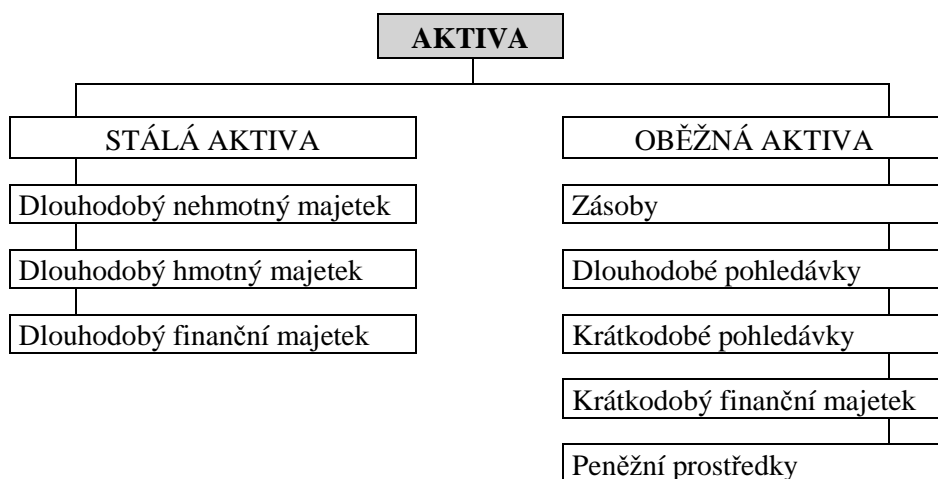 AKTIVA
STÁLÁ AKTIVA
Dlouhodobý nehmotný majetek
Dlouhodobý hmotný majetek
Dlouhodobý finanční majetek
OBĚŽNÁ AKTIVA
Zásoby
Dlouhodobé pohledávky
Krátkodobé pohledávky
Krátkodobý finanční majetek
Peněžní prostředky